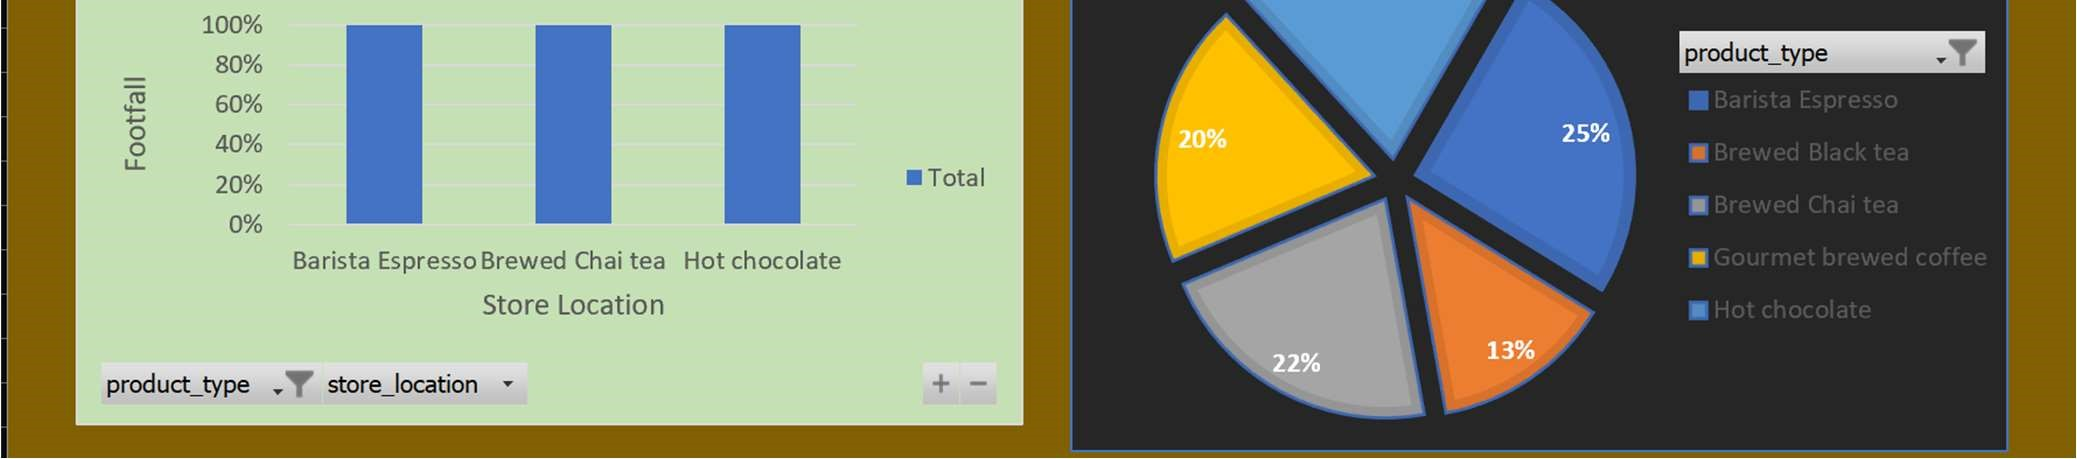 100%
80%
60%
40%
20%
0%
Footfall
Barista Espresso Brewed Chai tea Hot chocolate
Store Location
Total
product_type store_location
+ −
25%
13%
22%
20%
product_type
Barista Espresso
Brewed Black tea
Brewed Chai tea
Gourmet brewed coffee
Hot chocolate